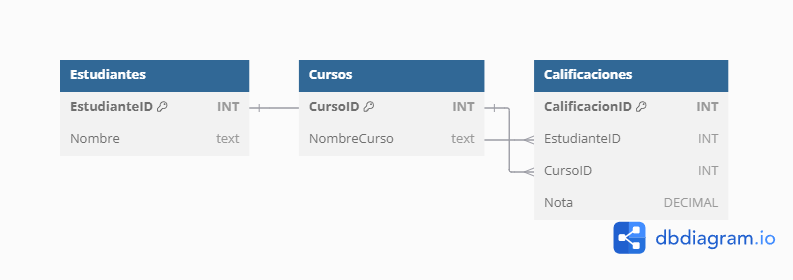 Estudiantes
EstudianteID INT
Nombre text
Cursos
CursoID INT
NombreCurso text
Calificaciones
CalificacionID INT
EstudianteID INT
CursoID INT
Nota DECIMAL
dbdiagram.io